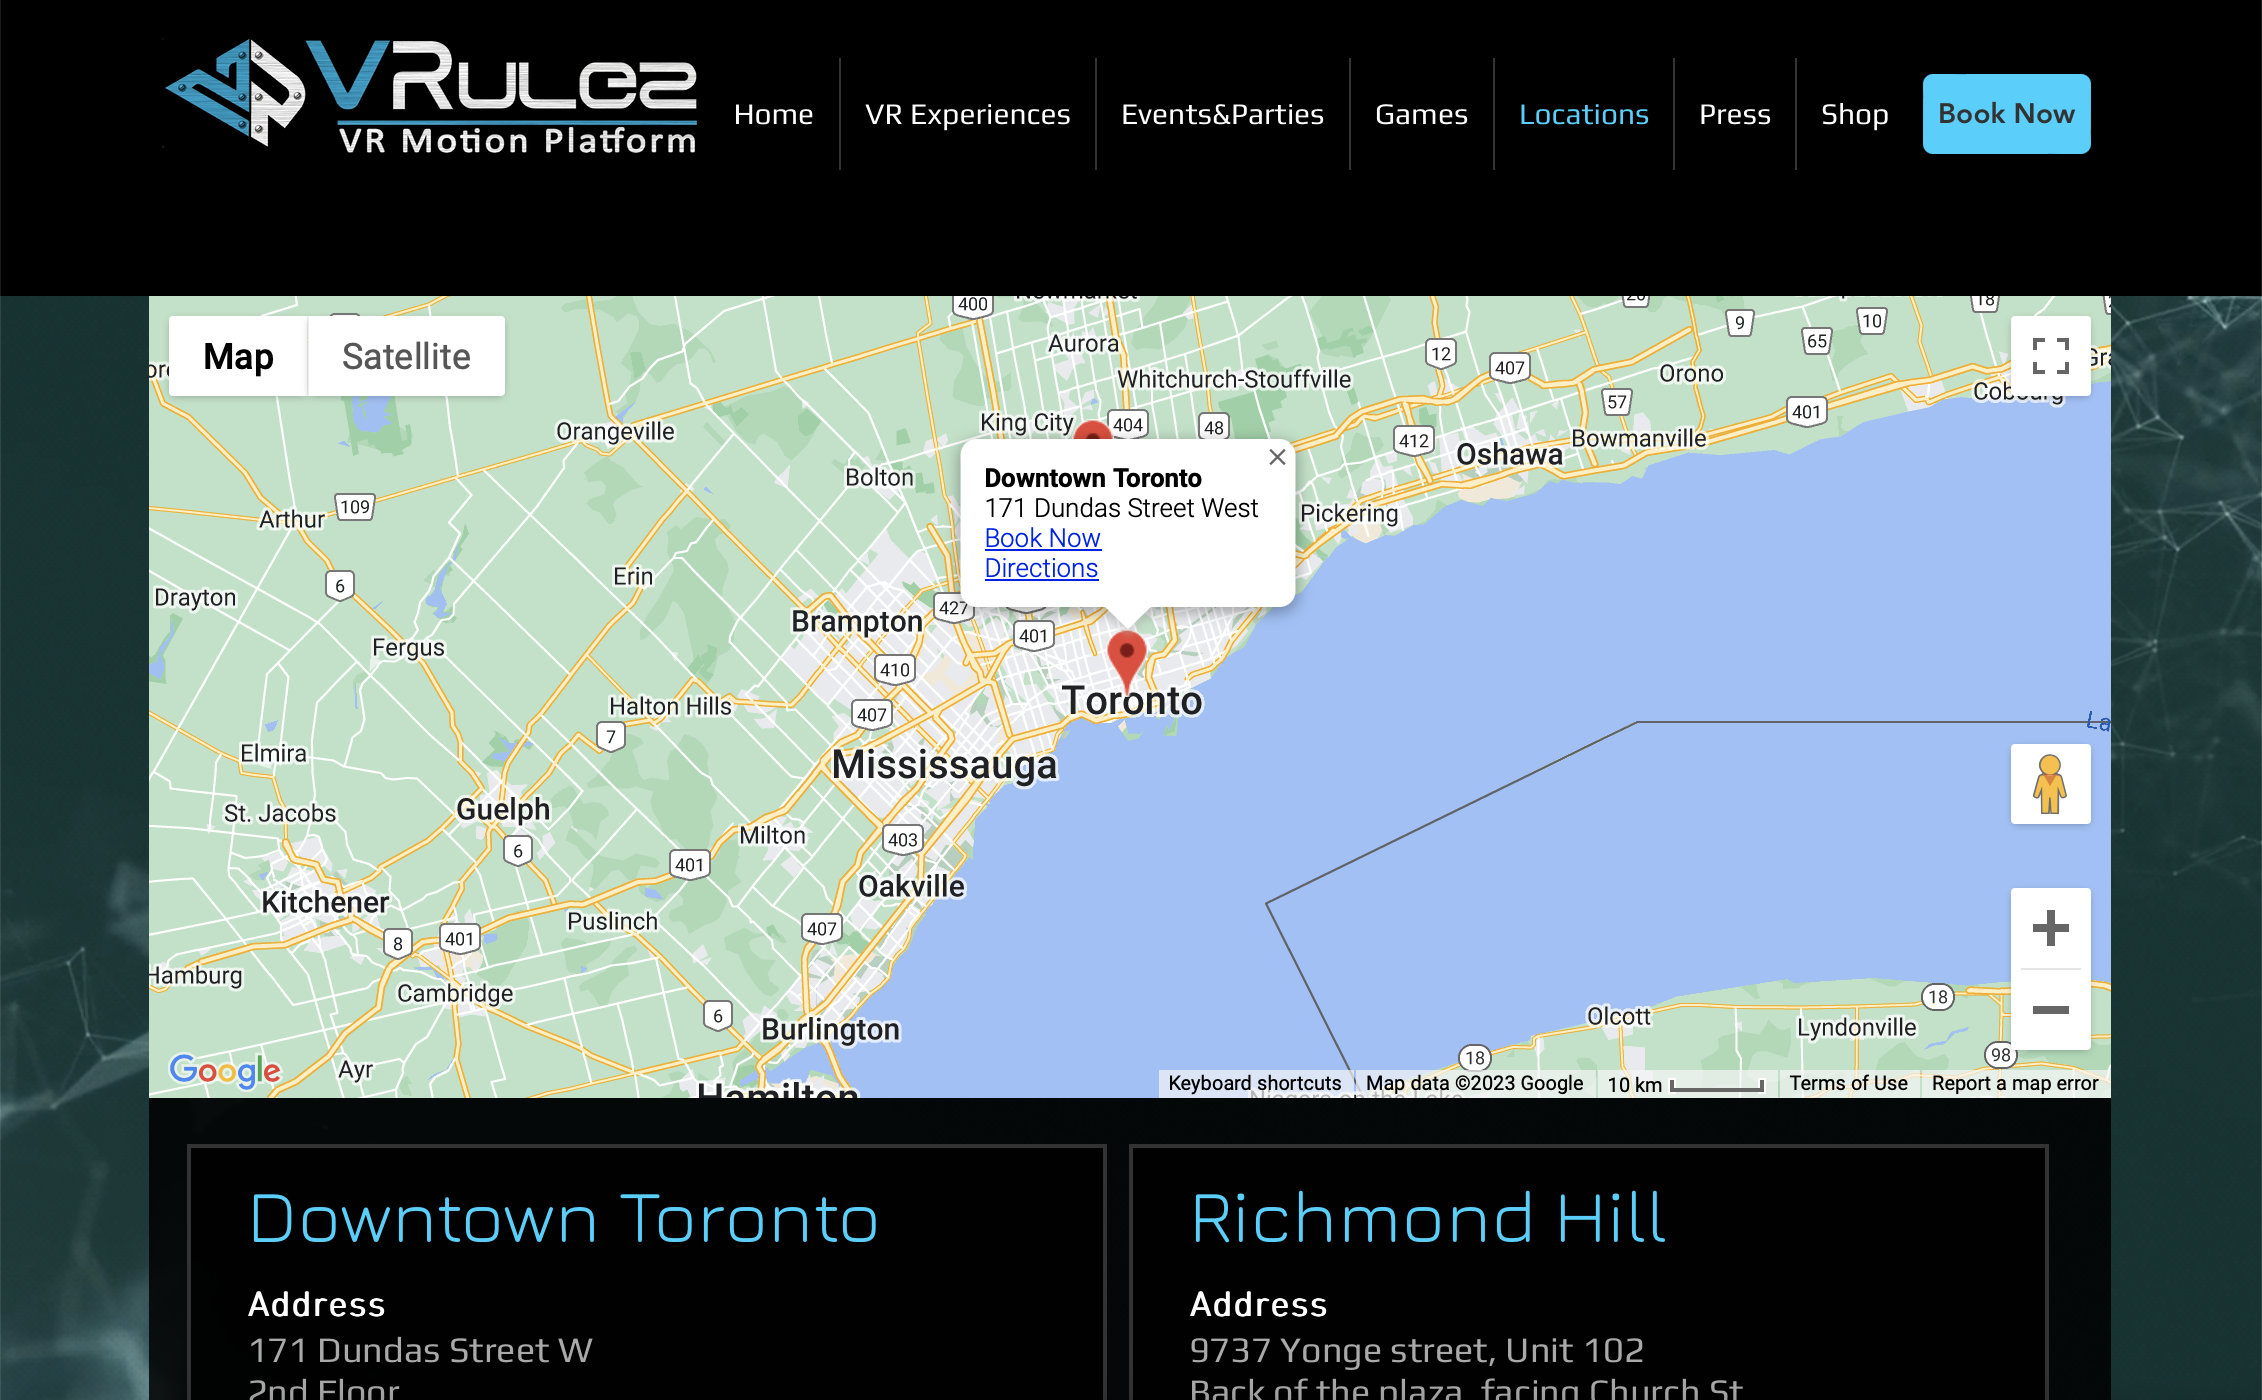 VRulez
VR Motion Platform
Home
VR Experiences
Events&Parties
Games
Locations
Press
Shop
Book Now
Map
Satellite
400
Newmarket
Aurora
Whitchurch-Stouffville
King City
404
48
12
407
9
65
10
18
Orono
57
401
Cobourg
412
Oshawa
Bowmanville
Pickering
Orangeville
Bolton
109
Arthur
6
Erin
Drayton
Fergus
Downtown Toronto
171 Dundas Street West
Book Now
Directions
427
401
Brampton
410
Toronto
Halton Hills
407
7
Mississauga
Elmira
St. Jacobs
Guelph
6
Milton
403
401
Oakville
Kitchener
Puslinch
407
8
401
Hamburg
Cambridge
6
Burlington
Ayr
Hamilton
Olcott
18
Lyndonville
18
98
Google
Keyboard shortcuts
Map data ©2023 Google
10 km
Terms of Use
Report a map error
Downtown Toronto
Address
171 Dundas Street W
2nd Floor
Richmond Hill
Address
9737 Yonge street, Unit 102
Back of the plaza, facing Church St